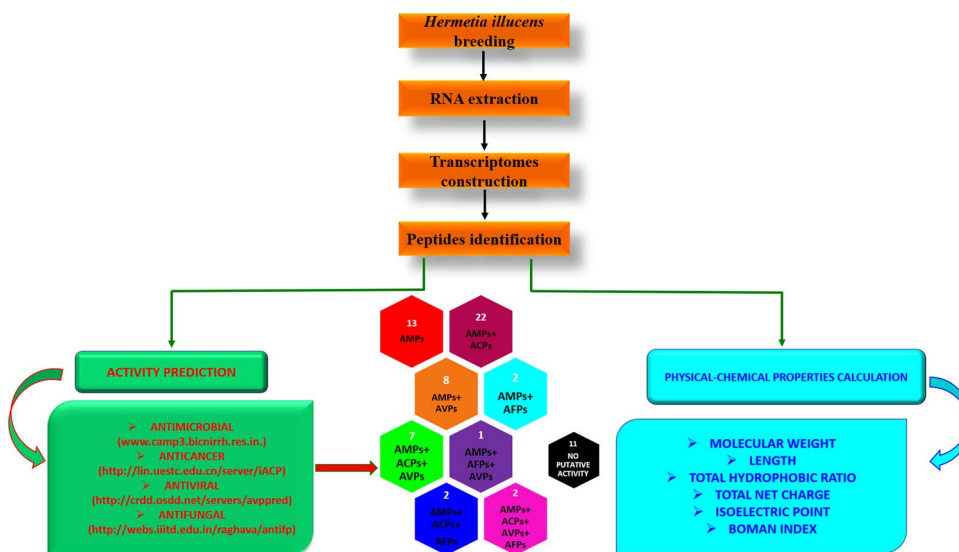 Hermetia illucens
breeding
RNA extraction
Transcriptomes
construction
Peptides identification
ACTIVITY PREDICTION
➢ ANTIMICROBIAL
(www.camp3.bicnirrh.res.in.)
➢ ANTICANCER
(http://lin.uestc.edu.cn/server/iACP)
➢ ANTIVIRAL
(http://crdd.osdd.net/servers/avppred)
➢ ANTIFUNGAL
(http://webs.iiitd.edu.in/raghava/antifp)
13
AMPs
22
AMPs+
ACPs
8
AMPs+
AVPs
2
AMPs+
AFPs
7
AMPs+
ACPs+
AVPs
1
AMPs+
AFPs+
AVPs
11
NO
PUTATIVE
ACTIVITY
2
AMPs+
ACPs+
AFPs
2
AMPs+
ACPs+
AVPs+
AFPs
PHYSICAL-CHEMICAL PROPERTIES CALCULATION
➢ MOLECULAR WEIGHT
➢ LENGTH
➢ TOTAL HYDROPHOBIC RATIO
➢ TOTAL NET CHARGE
➢ ISOELECTRIC POINT
➢ BOMAN INDEX